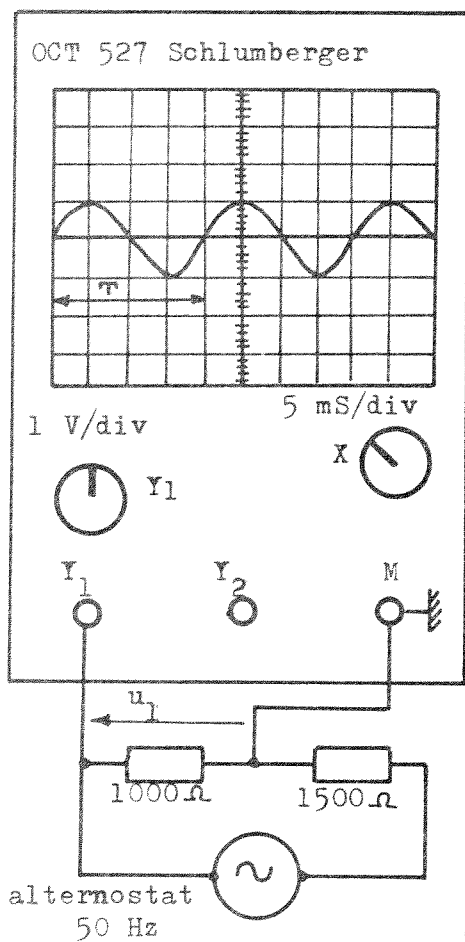 OCT 527 Schlumberger
T
5 mS/div
1 V/div
X
Y1
Y1
Y2
M
u1
1000Ω
1500Ω
alternostat
50 Hz